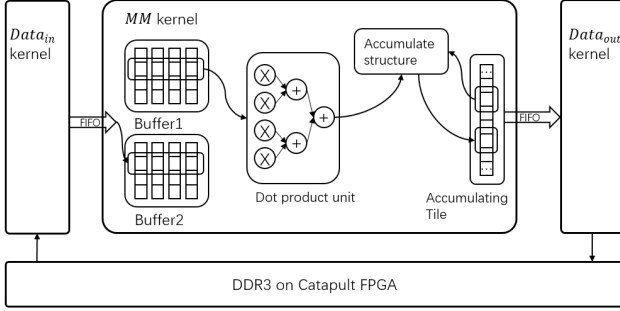 Data_in
kernel
MM kernel
Buffer1
FIFO
Buffer2
Dot product unit
Accumulate
structure
...
...
Accumulating
Tile
FIFO
Data_out
kernel
DDR3 on Catapult FPGA